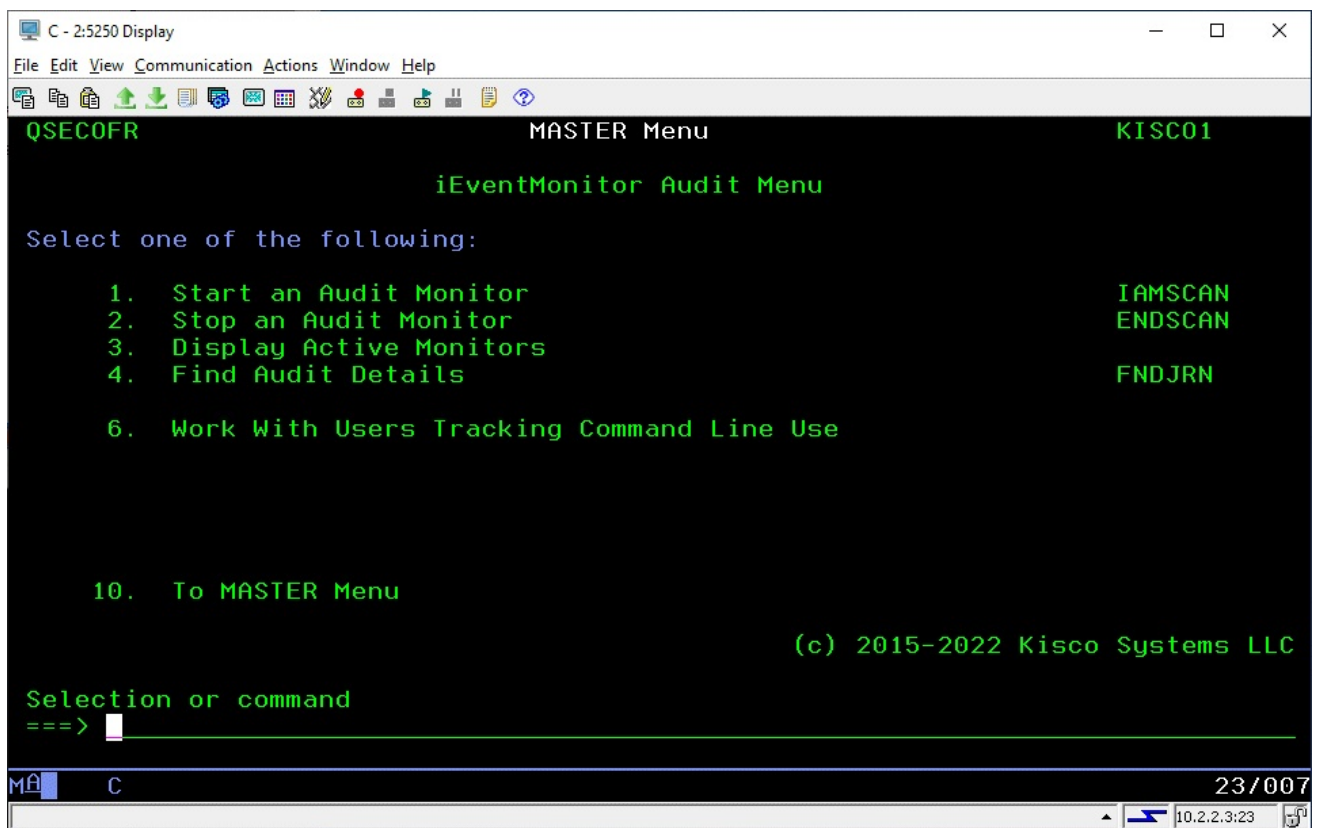 C - 2:5250 Display
File Edit View Communication Actions Window Help
QSECOFR MASTER Menu KISCO1
iEventMonitor Audit Menu
Select one of the following:
1. Start an Audit Monitor IAMSCAN
2. Stop an Audit Monitor ENDSCAN
3. Display Active Monitors
4. Find Audit Details FNDJRN
6. Work With Users Tracking Command Line Use
10. To MASTER Menu
(c) 2015-2022 Kisco Systems LLC
Selection or command
===>
MA C 23/007
10.2.2.3:23